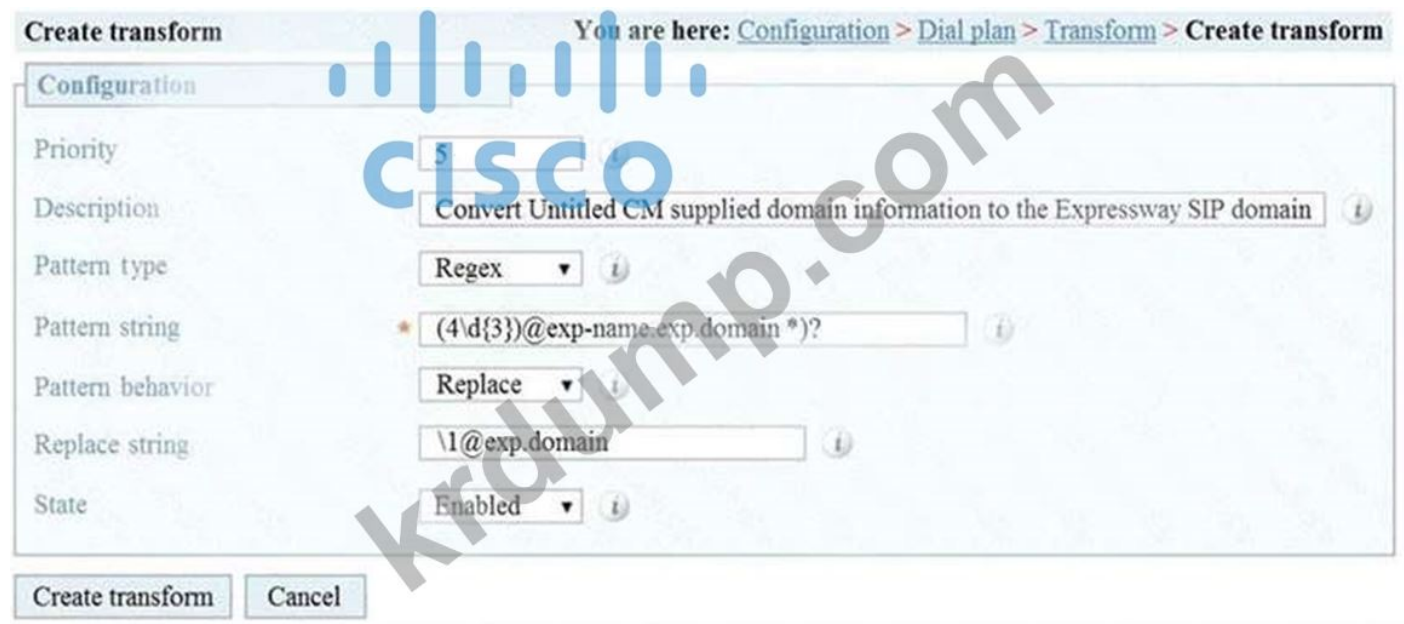 Create transform
You are here: Configuration > Dial plan > Transform > Create transform
Configuration
CISCO
Priority
5
Description
Convert Untitled CM supplied domain information to the Expressway SIP domain
Pattern type
Regex
Pattern string
* (4\d{3})@exp-name.exp.domain *)?
Pattern behavior
Replace
Replace string
\1@exp.domain
State
Enabled
Create transform
Cancel
krdump.com